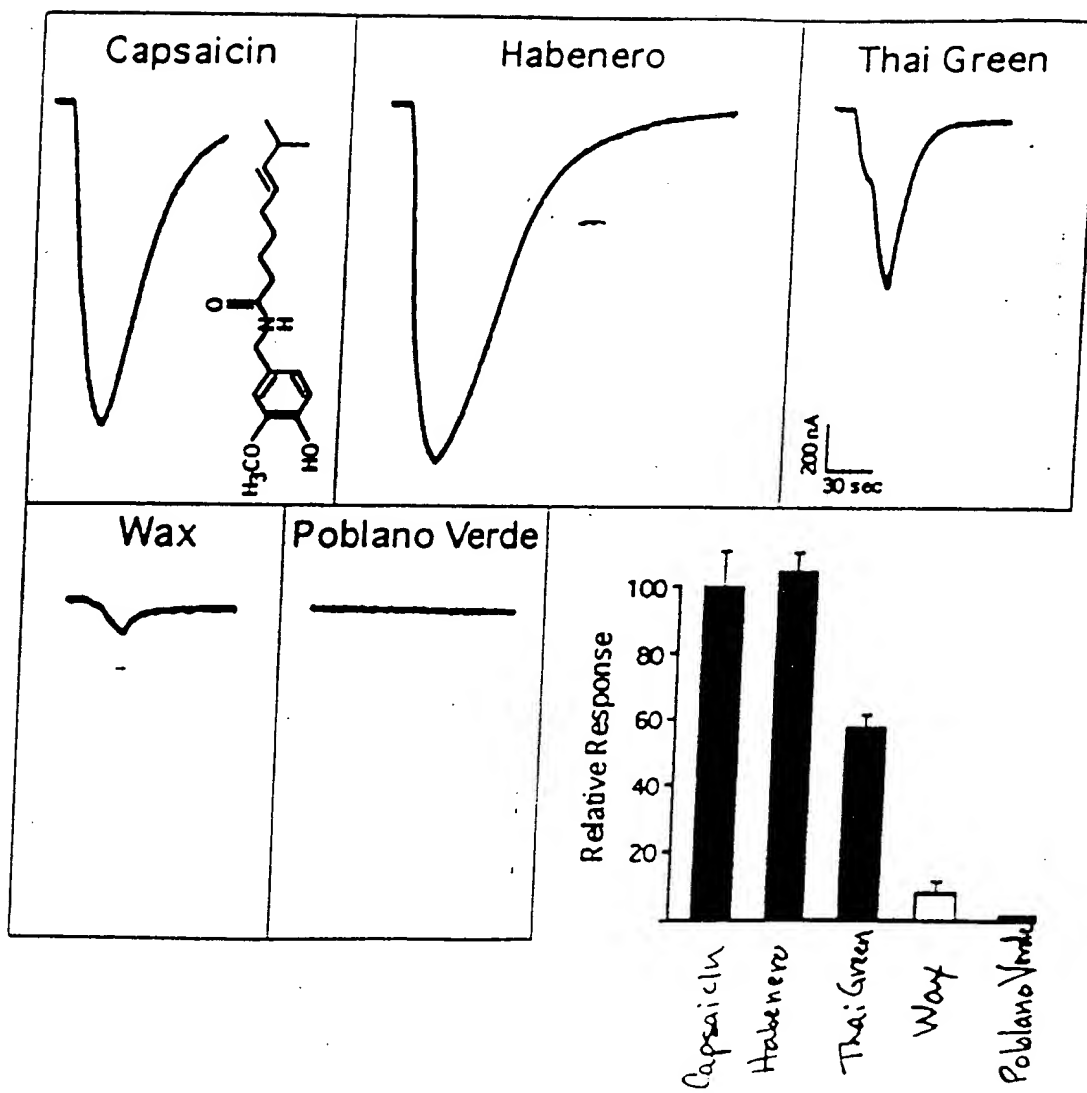 Capsaicin
Habenero
Thai Green
O
N
H
H₃CO
HO
200 nA
30 sec
Wax
Poblano Verde
Relative Response
100
80
60
40
20
Capsaicin
Habenero
Thai Green
Wax
Poblano Verde